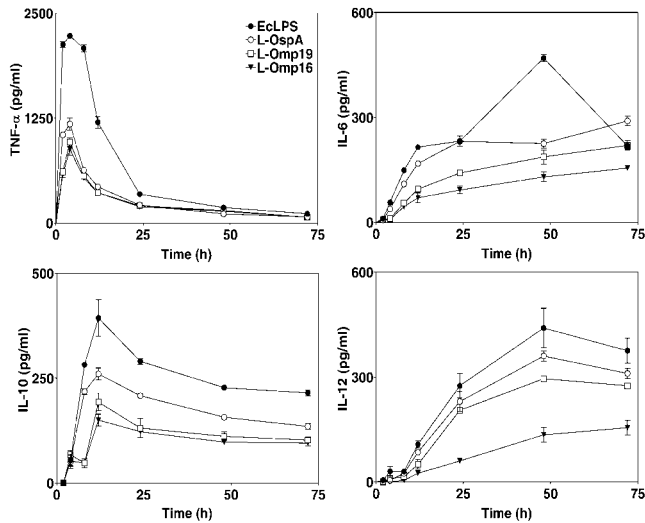 2500
1250
0
TNF-α (pg/ml)
0 25 50 75
Time (h)
EcLPS
L-OspA
L-Omp19
L-Omp16
600
300
0
IL-6 (pg/ml)
0 25 50 75
Time (h)
500
250
0
IL-10 (pg/ml)
0 25 50 75
Time (h)
600
300
0
IL-12 (pg/ml)
0 25 50 75
Time (h)